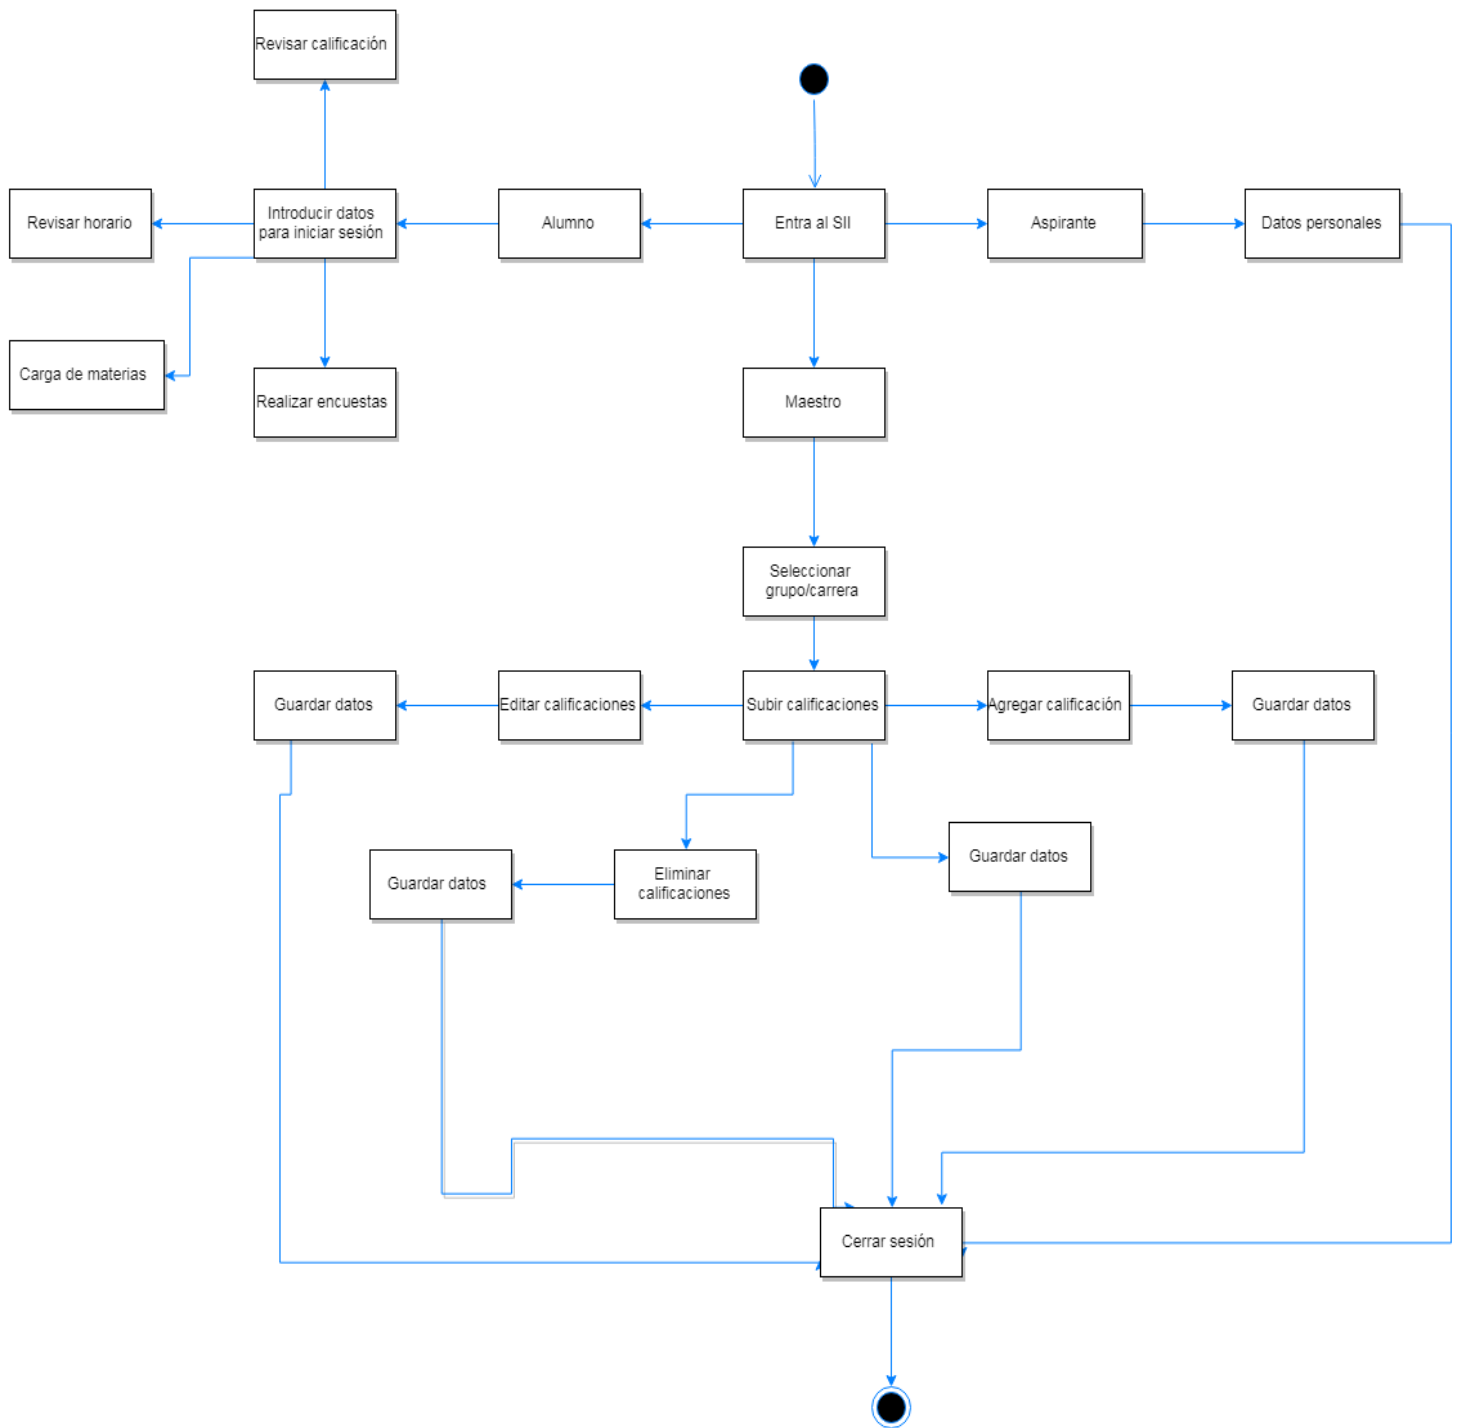 Revisar calificación
Revisar horario
Introducir datos
para iniciar sesión
Alumno
Entra al SII
Aspirante
Datos personales
Carga de materias
Realizar encuestas
Maestro
Seleccionar
grupo/carrera
Guardar datos
Editar calificaciones
Subir calificaciones
Agregar calificación
Guardar datos
Guardar datos
Eliminar
calificaciones
Guardar datos
Cerrar sesión